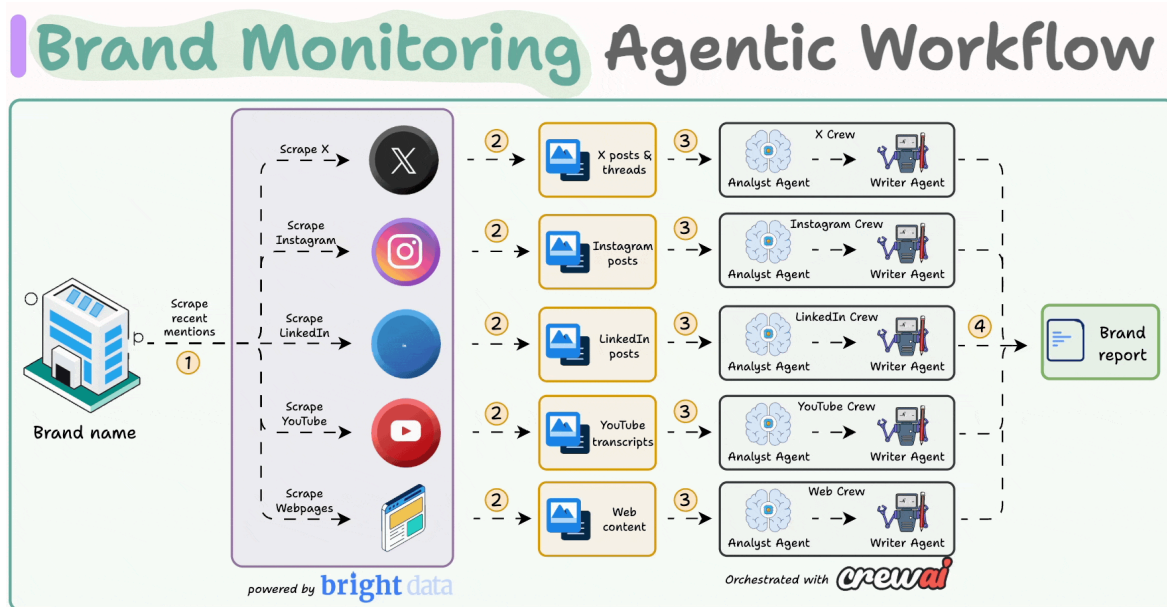 Brand Monitoring Agentic Workflow
Brand name
Scrape
recent
mentions
1
Scrape X
X
Scrape
Instagram
Scrape
LinkedIn
Scrape
YouTube
Scrape
Webpages
powered by bright data
2
X posts &
threads
2
Instagram
posts
2
LinkedIn
posts
2
YouTube
transcripts
2
Web
content
3
X Crew
Analyst Agent
Writer Agent
3
Instagram Crew
Analyst Agent
Writer Agent
3
LinkedIn Crew
Analyst Agent
Writer Agent
3
YouTube Crew
Analyst Agent
Writer Agent
3
Web Crew
Analyst Agent
Writer Agent
Orchestrated with crewai
4
Brand
report